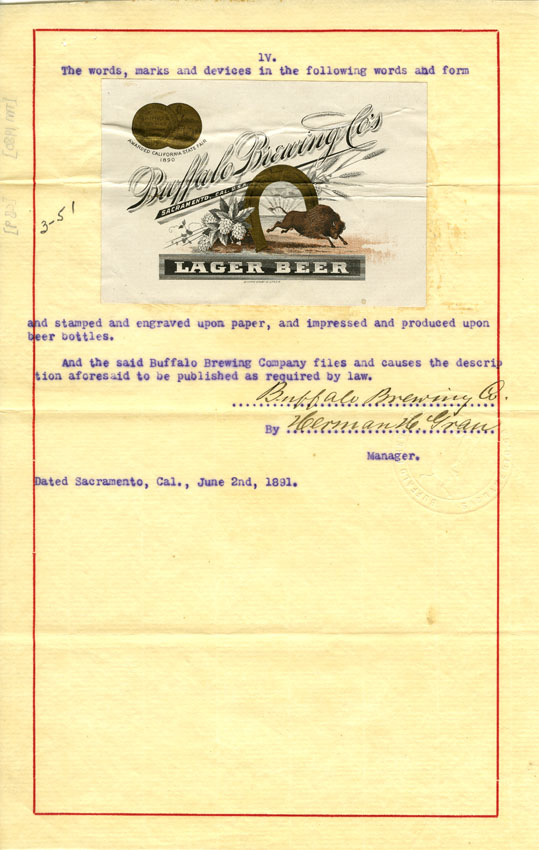 1V.
The words, marks and devices in the following words and form
AWARDED CALIFORNIA STATE FAIR
1890
Buffalo Brewing Co's
SACRAMENTO, CAL. U.S.A.
LAGER BEER
3-51
and stamped and engraved upon paper, and impressed and produced upon
beer bottles.
And the said Buffalo Brewing Company files and causes the descrip
tion aforesaid to be published as required by law.
Buffalo Brewing Co.
By Herman H. Grau
Manager.
Dated Sacramento, Cal., June 2nd, 1891.